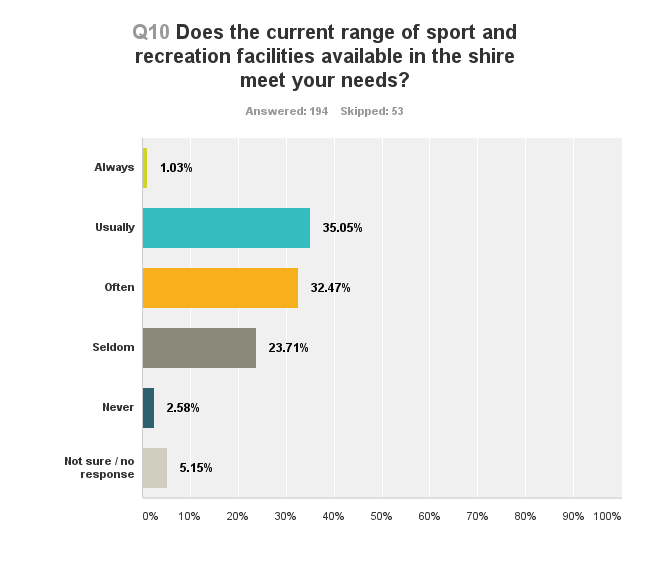 Q10 Does the current range of sport and
recreation facilities available in the shire
meet your needs?
Answered: 194 Skipped: 53
Always 1.03%
Usually 35.05%
Often 32.47%
Seldom 23.71%
Never 2.58%
Not sure / no
response 5.15%
0% 10% 20% 30% 40% 50% 60% 70% 80% 90% 100%